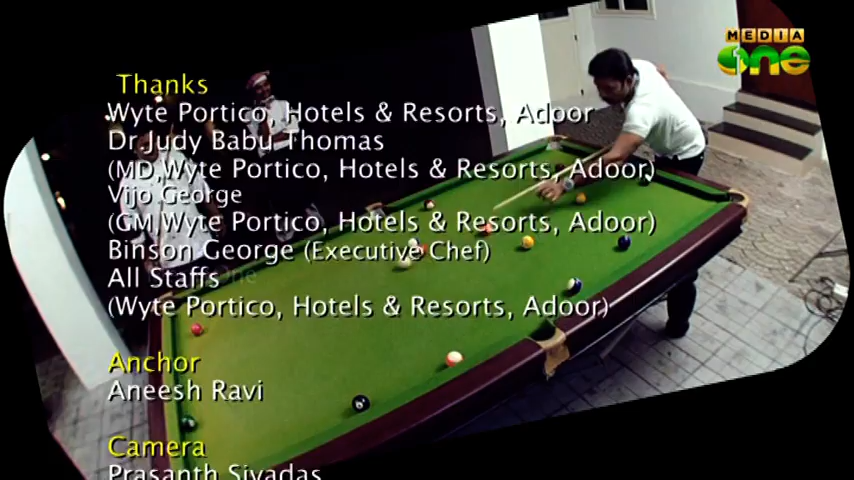 MEDIA
One
Thanks
Wyte Portico, Hotels & Resorts, Adoor
Dr.Judy Babu Thomas
(MD,Wyte Portico, Hotels & Resorts, Adoor)
Vijo George
(GM,Wyte Portico, Hotels & Resorts, Adoor)
Binson George (Executive Chef)
All Staffs
(Wyte Portico, Hotels & Resorts, Adoor)
Anchor
Aneesh Ravi
Camera
Prasanth Sivadas